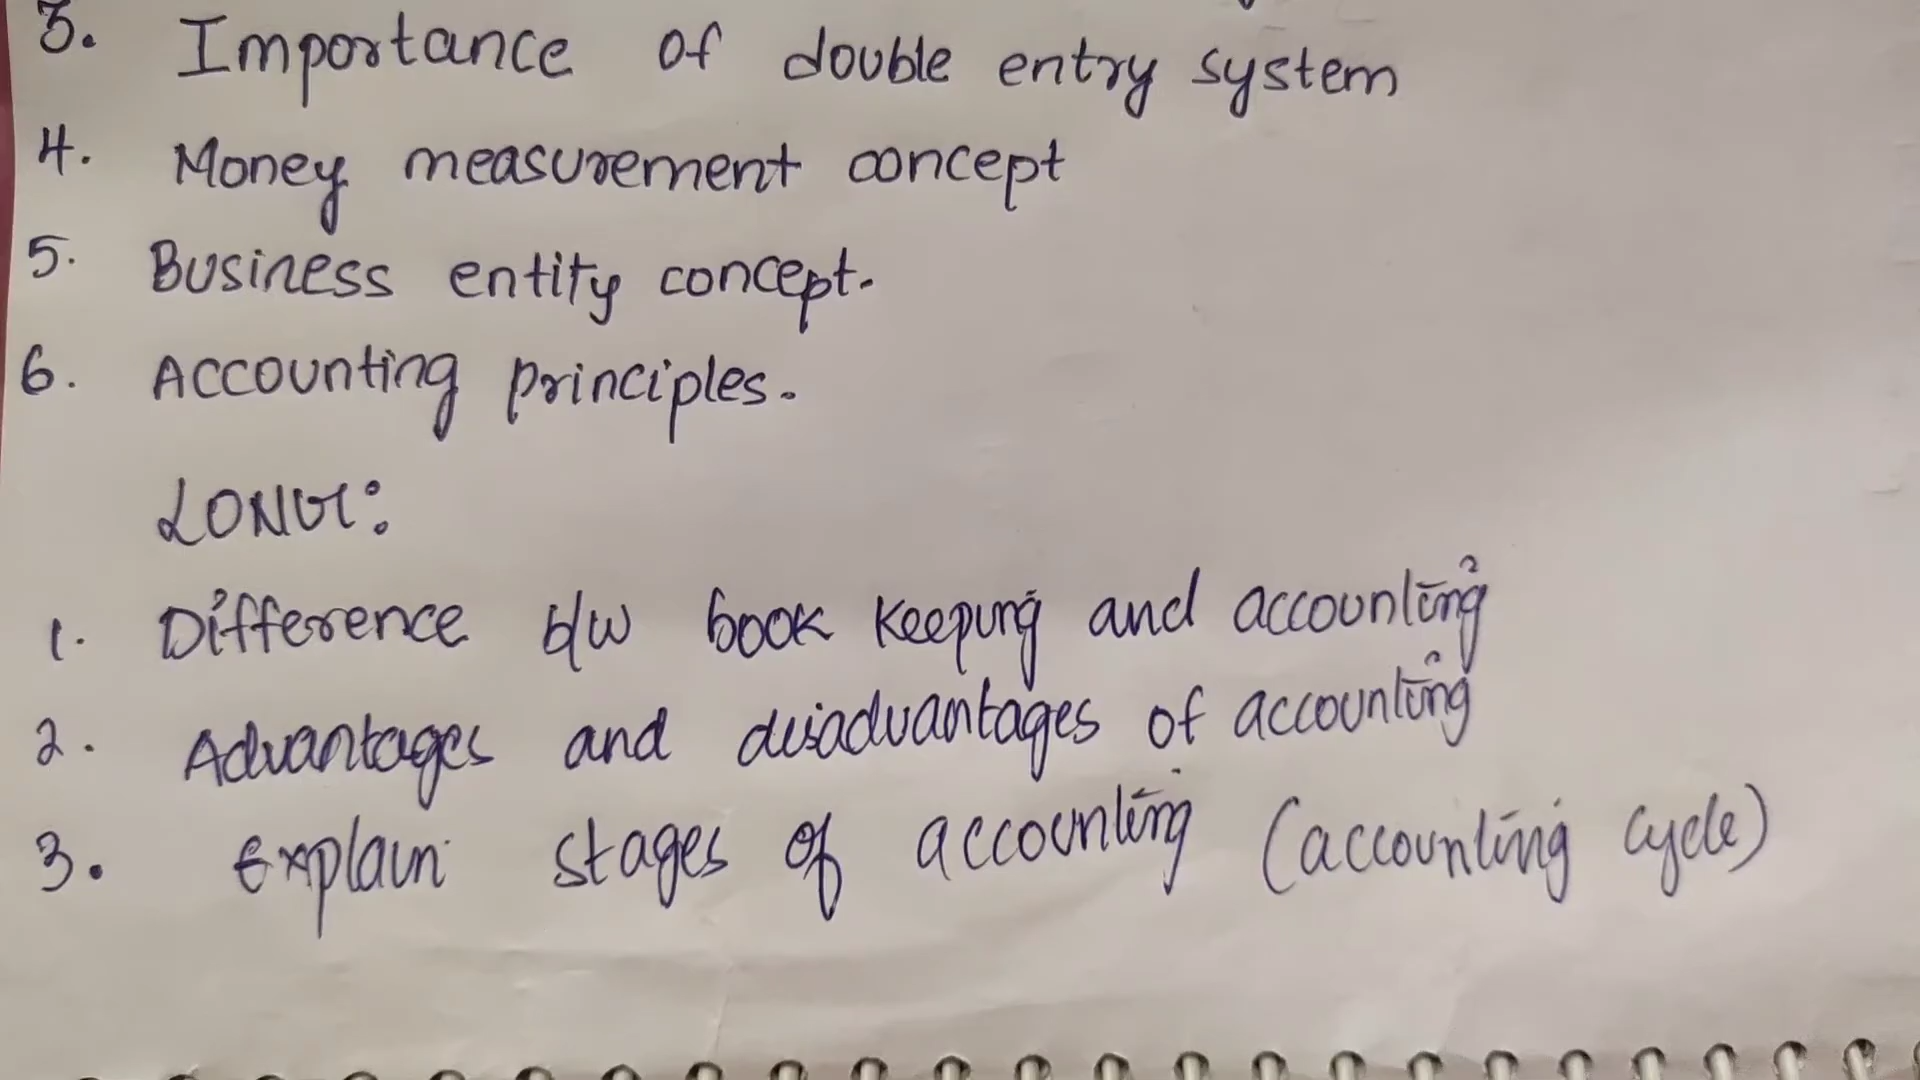 3. Importance of double entry system
4. Money measurement concept
5. Business entity concept.
6. Accounting principles.
LONG:
1. Difference b/w book keeping and accounting
2. Advantages and disadvantages of accounting
3. Explain stages of accounting (accounting cycle)